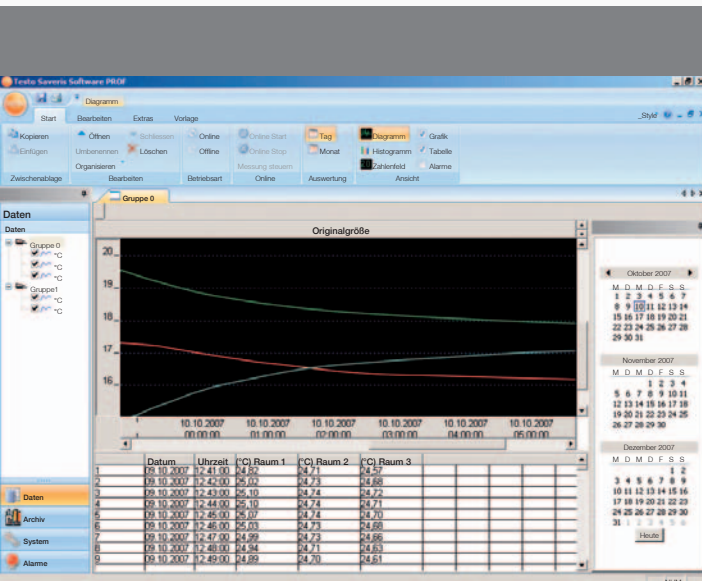 Testo Saveris Software PROF
Diagramm
Start Bearbeiten Extras Vorlage _Style
Kopieren Öffnen Schliessen Online Online Start Tag Diagramm Grafik
Einfügen Umbenennen Löschen Offline Online Stop Monat Histogramm Tabelle
Organisieren Messung steuern Zahlenfeld Alarme
Zwischenablage Bearbeiten Betriebsart Online Auswertung Ansicht
Gruppe 0
Daten
Daten
Gruppe 0
°C
°C
°C
Gruppe1
°C
°C
Originalgröße
20
19
18
17
16
10.10.2007 10.10.2007 10.10.2007 10.10.2007 10.10.2007 10.10.2007
00:00:00 01:00:00 02:00:00 03:00:00 04:00:00 05:00:00
Datum Uhrzeit (°C) Raum 1 (°C) Raum 2 (°C) Raum 3
1 09.10.2007 12:41:00 24,82 24,71 24,57
2 09.10.2007 12:42:00 25,02 24,73 24,68
3 09.10.2007 12:43:00 25,10 24,74 24,72
4 09.10.2007 12:44:00 25,10 24,74 24,71
5 09.10.2007 12:45:00 25,07 24,74 24,70
6 09.10.2007 12:46:00 25,03 24,73 24,68
7 09.10.2007 12:47:00 24,99 24,73 24,66
8 09.10.2007 12:48:00 24,94 24,71 24,63
9 09.10.2007 12:49:00 24,89 24,70 24,61
Daten
Archiv
System
Alarme
Oktober 2007
M D M D F S S
1 2 3 4 5 6 7
8 9 10 11 12 13 14
15 16 17 18 19 20 21
22 23 24 25 26 27 28
29 30 31
November 2007
M D M D F S S
1 2 3 4
5 6 7 8 9 10 11
12 13 14 15 16 17 18
19 20 21 22 23 24 25
26 27 28 29 30
Dezember 2007
M D M D F S S
1 2
3 4 5 6 7 8 9
10 11 12 13 14 15 16
17 18 19 20 21 22 23
24 25 26 27 28 29 30
31 1 2 3 4 5 6
Heute